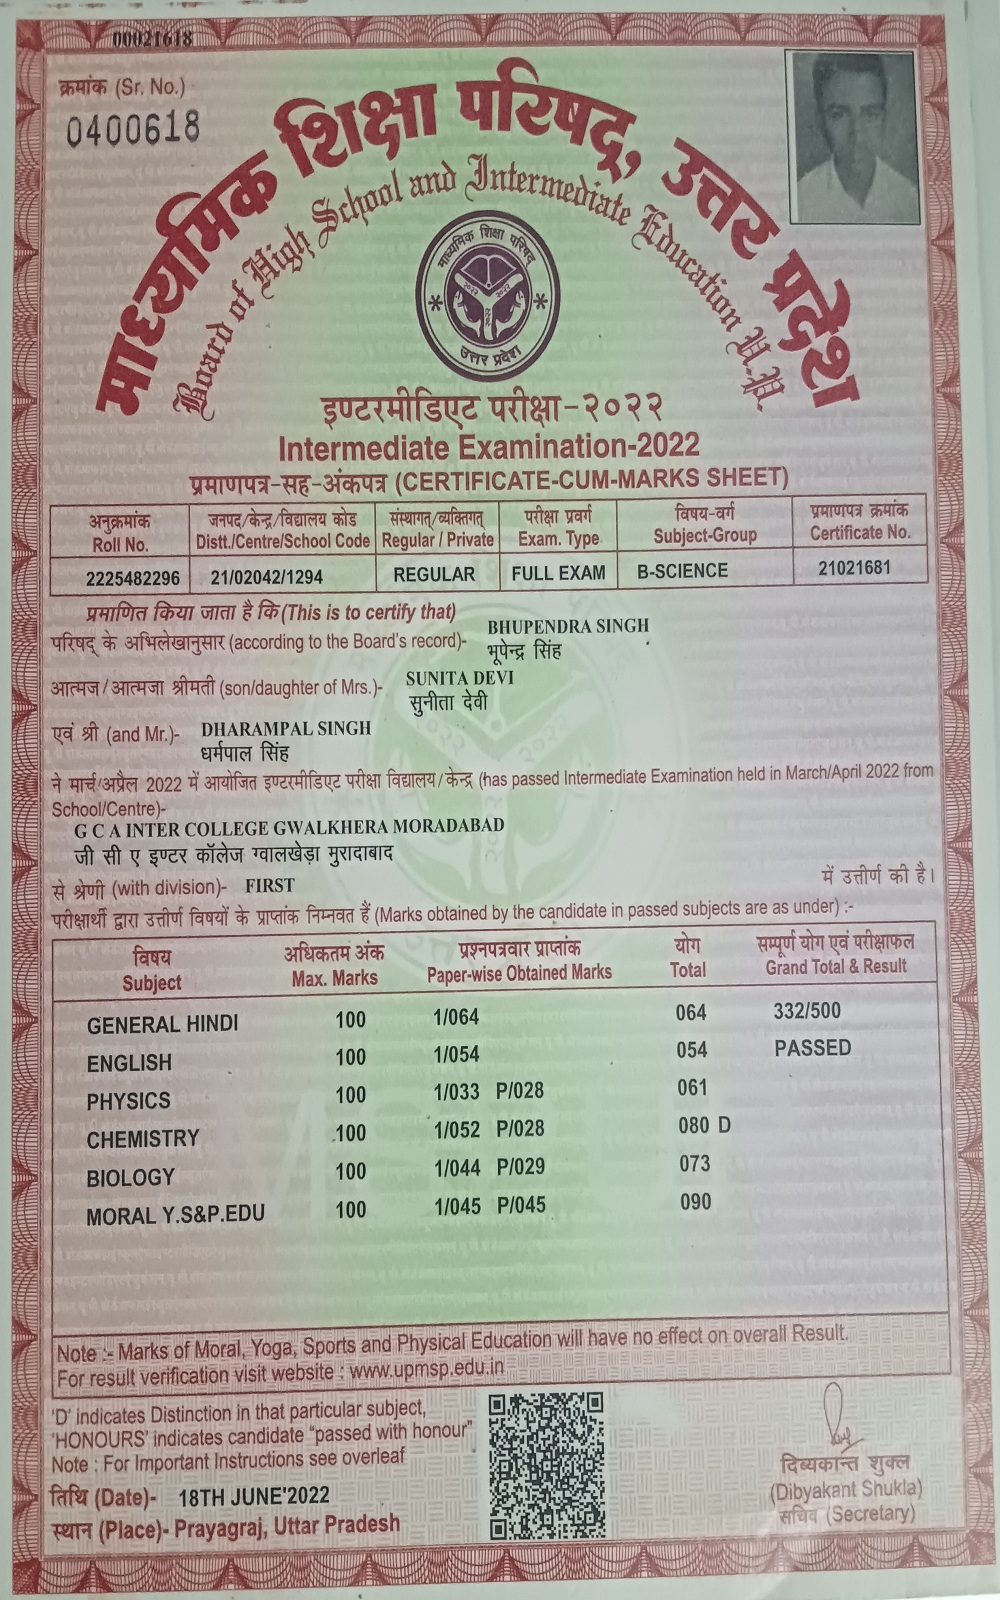 00021618
क्रमांक (Sr. No.)
0400618
माध्यमिक शिक्षा परिषद्, उत्तर प्रदेश
Board of High School and Intermediate Education U.P.
माध्यमिक शिक्षा परिषद्
उत्तर प्रदेश
इण्टरमीडिएट परीक्षा-२०२२
Intermediate Examination-2022
प्रमाणपत्र-सह-अंकपत्र (CERTIFICATE-CUM-MARKS SHEET)
अनुक्रमांक जनपद/केन्द्र/विद्यालय कोड संस्थागत/व्यक्तिगत परीक्षा प्रवर्ग विषय-वर्ग प्रमाणपत्र क्रमांक
Roll No. Distt./Centre/School Code Regular / Private Exam. Type Subject-Group Certificate No.
2225482296 21/02042/1294 REGULAR FULL EXAM B-SCIENCE 21021681
प्रमाणित किया जाता है कि (This is to certify that)
परिषद् के अभिलेखानुसार (according to the Board's record)- BHUPENDRA SINGH
भूपेन्द्र सिंह
आत्मज/आत्मजा श्रीमती (son/daughter of Mrs.)- SUNITA DEVI
सुनीता देवी
एवं श्री (and Mr.)- DHARAMPAL SINGH
धर्मपाल सिंह
ने मार्च/अप्रैल 2022 में आयोजित इण्टरमीडिएट परीक्षा विद्यालय/केन्द्र (has passed Intermediate Examination held in March/April 2022 from
School/Centre)-
G C A INTER COLLEGE GWALKHERA MORADABAD
जी सी ए इण्टर कॉलेज ग्वालखेड़ा मुरादाबाद
से श्रेणी (with division)- FIRST में उत्तीर्ण की है।
परीक्षार्थी द्वारा उत्तीर्ण विषयों के प्राप्तांक निम्नवत हैं (Marks obtained by the candidate in passed subjects are as under) :-
विषय अधिकतम अंक प्रश्नपत्रवार प्राप्तांक योग सम्पूर्ण योग एवं परीक्षाफल
Subject Max. Marks Paper-wise Obtained Marks Total Grand Total & Result
GENERAL HINDI 100 1/064 064 332/500
ENGLISH 100 1/054 054 PASSED
PHYSICS 100 1/033 P/028 061
CHEMISTRY 100 1/052 P/028 080 D
BIOLOGY 100 1/044 P/029 073
MORAL Y.S&P.EDU 100 1/045 P/045 090
Note :- Marks of Moral, Yoga, Sports and Physical Education will have no effect on overall Result.
For result verification visit website : www.upmsp.edu.in
'D' indicates Distinction in that particular subject,
'HONOURS' indicates candidate "passed with honour"
Note : For Important Instructions see overleaf
तिथि (Date)- 18TH JUNE'2022
स्थान (Place)- Prayagraj, Uttar Pradesh
दिव्यकान्त शुक्ल
(Dibyakant Shukla)
सचिव (Secretary)